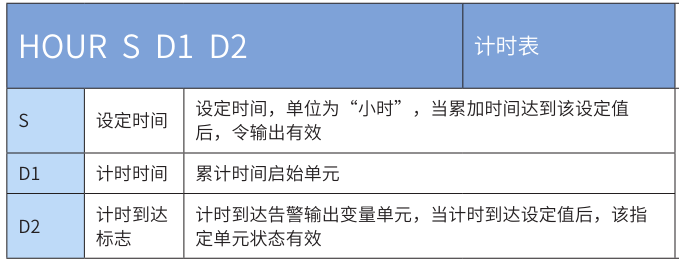 HOUR S D1 D2
计时表
S
设定时间
设定时间，单位为“小时”，当累加时间达到该设定值
后，令输出有效
D1
计时时间
累计时间启始单元
D2
计时到达
标志
计时到达告警输出变量单元，当计时到达设定值后，该指
定单元状态有效